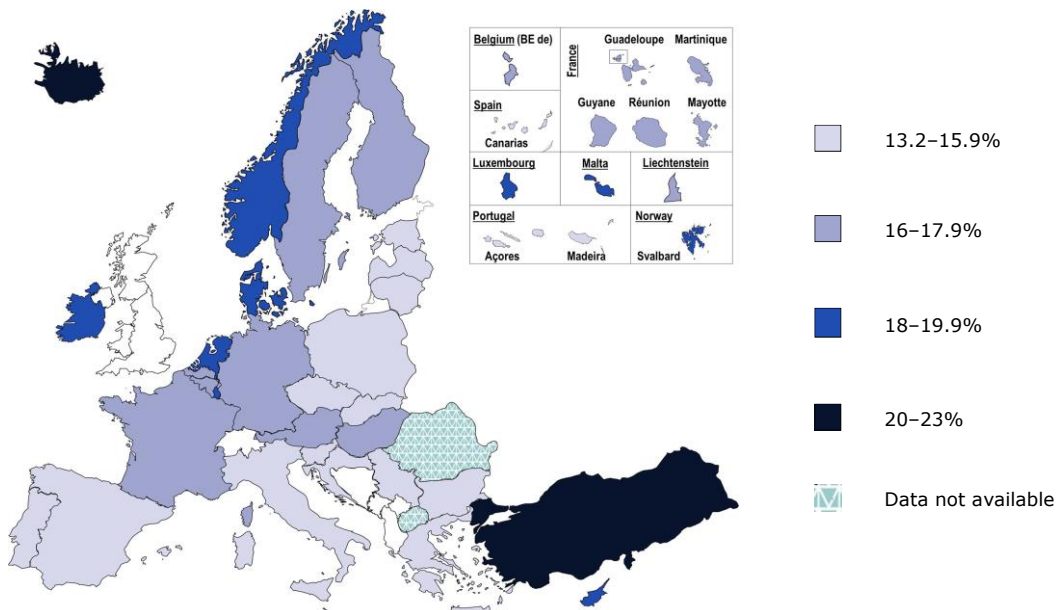 Belgium (BE de)
France
Guadeloupe
Martinique
Spain
Canarias
Guyane
Réunion
Mayotte
Luxembourg
Malta
Liechtenstein
Portugal
Açores
Madeira
Norway
Svalbard
13.2–15.9%
16–17.9%
18–19.9%
20–23%
Data not available